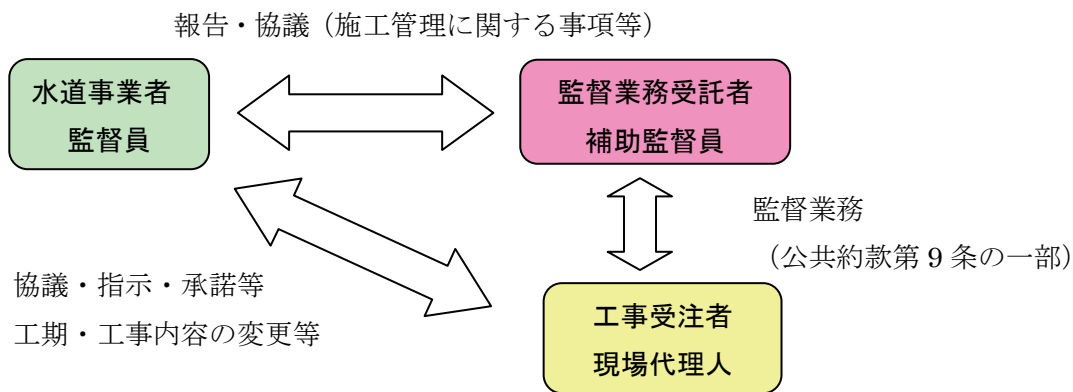 報告・協議（施工管理に関する事項等）
水道事業者
監督員
監督業務受託者
補助監督員
監督業務
（公共約款第 9 条の一部）
協議・指示・承諾等
工期・工事内容の変更等
工事受注者
現場代理人